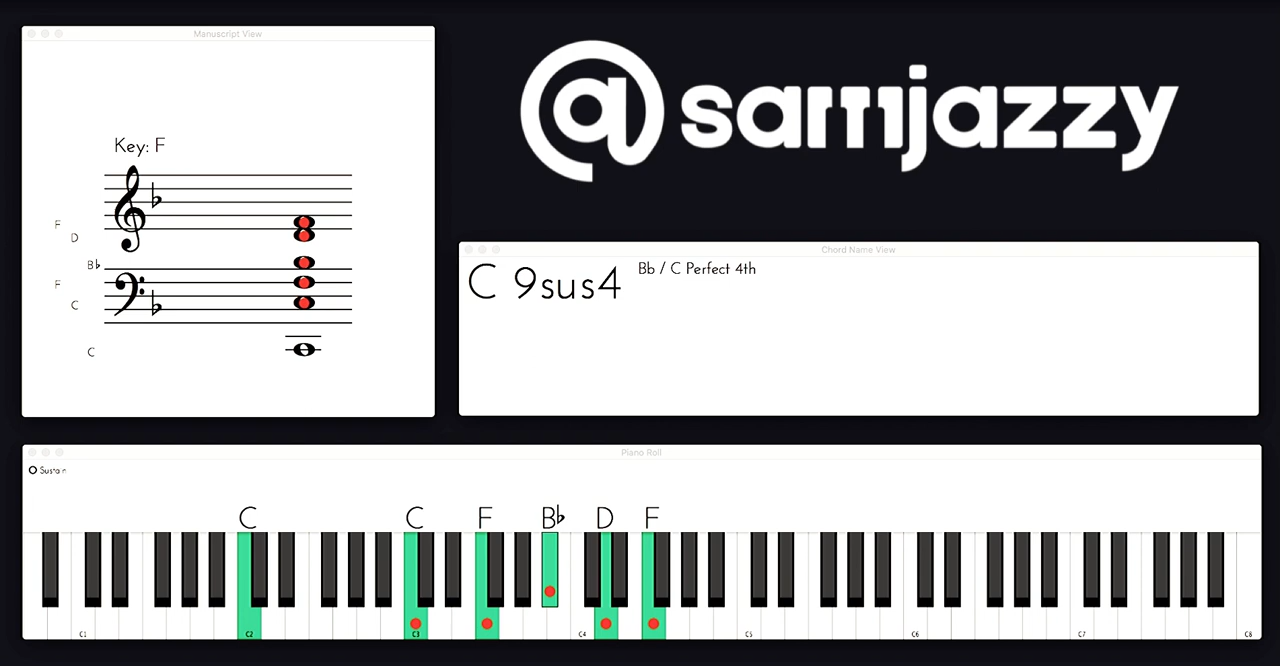 Manuscript View
Key: F
F
D
B♭
F
C
C
@samjazzy
Chord Name View
C 9sus4
Bb / C Perfect 4th
Piano Roll
Sustain
C C F B♭ D F
C1 C2 C3 C4 C5 C6 C7 C8